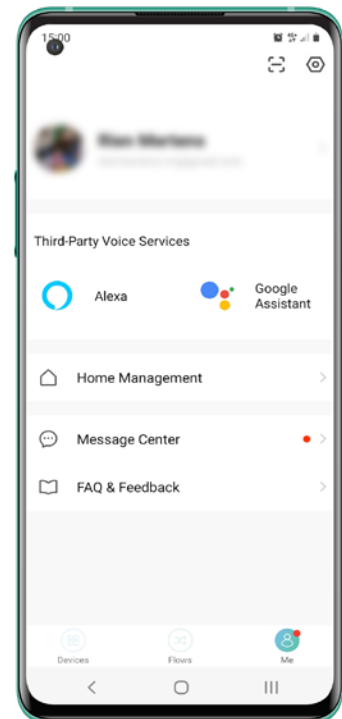 15:00
Third-Party Voice Services
Alexa
Google
Assistant
Home Management
Message Center
FAQ & Feedback
Devices
Flows
Me